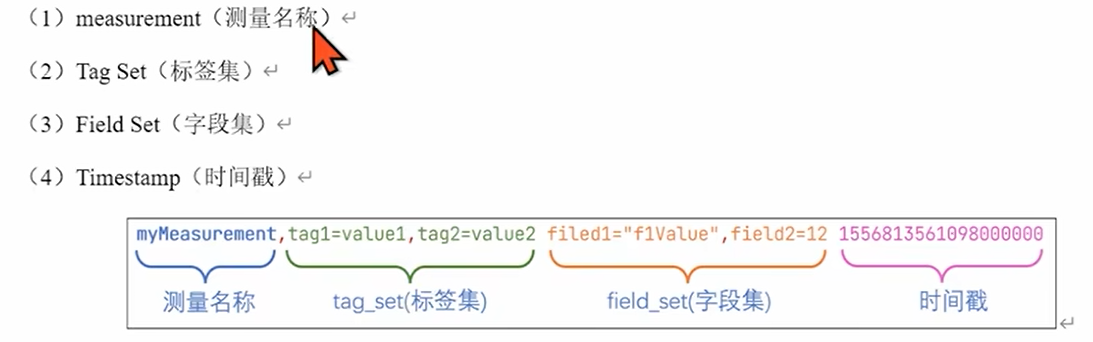 （1）measurement（测量名称）
（2）Tag Set（标签集）
（3）Field Set（字段集）
（4）Timestamp（时间戳）
myMeasurement,tag1=value1,tag2=value2 filed1="f1Value",field2=12 1556813561098000000
测量名称 tag_set(标签集) field_set(字段集) 时间戳